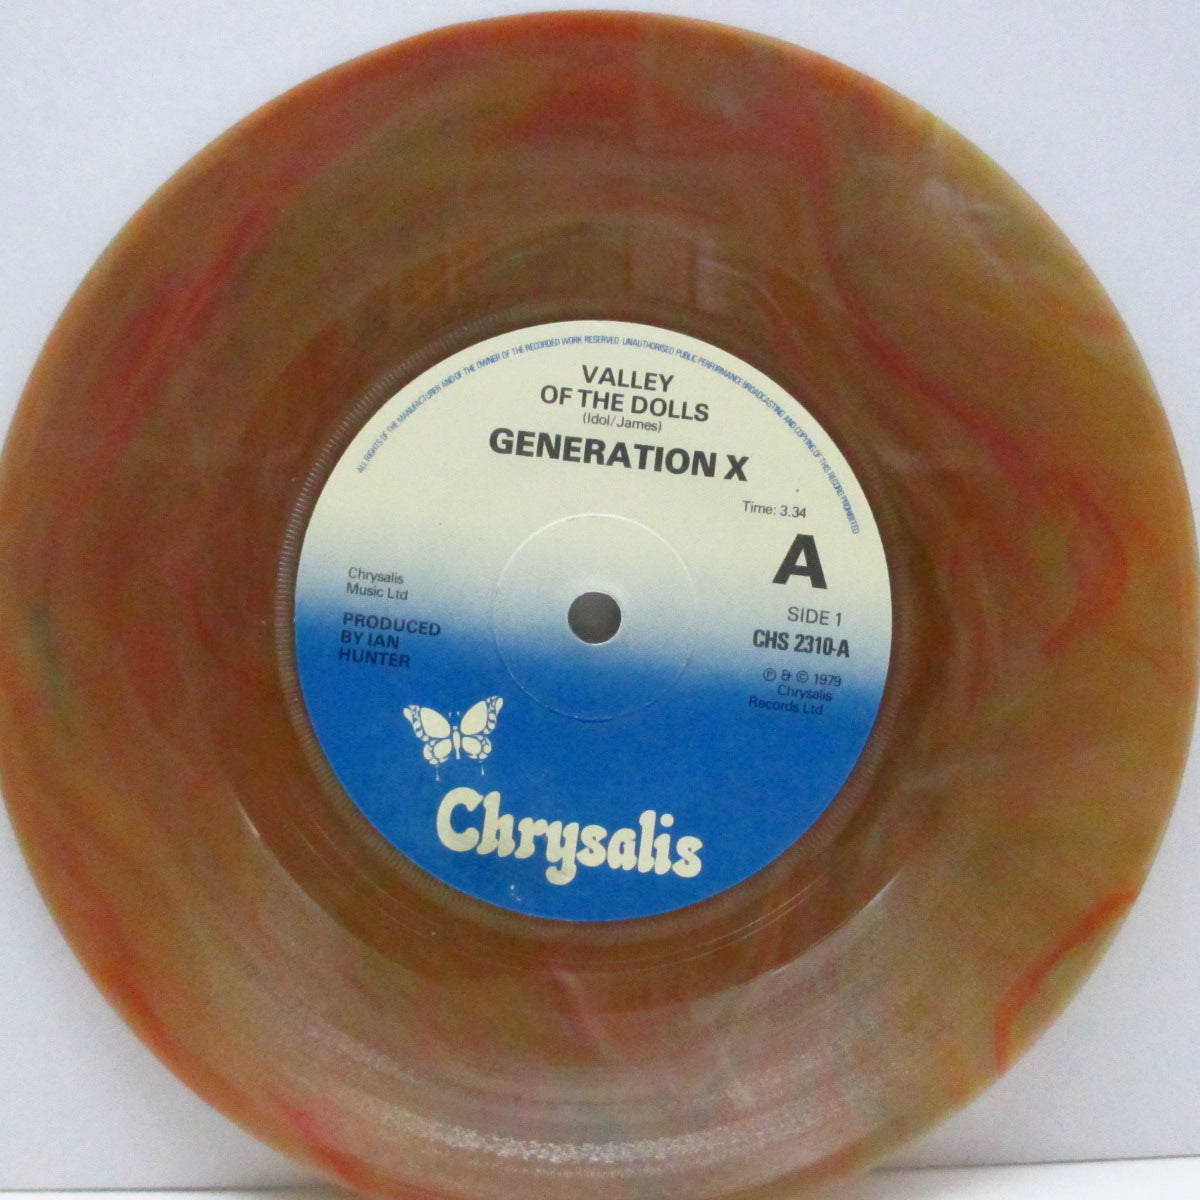 ALL RIGHTS OF THE MANUFACTURER AND OF THE OWNER OF THE RECORDED WORK RESERVED UNAUTHORISED PUBLIC PERFORMANCE BROADCASTING AND COPYING OF THIS RECORD PROHIBITED
VALLEY
OF THE DOLLS
(Idol/James)
GENERATION X
Time: 3.34
A
SIDE 1
CHS 2310-A
℗ & © 1979
Chrysalis
Records Ltd
Chrysalis
Music Ltd
PRODUCED
BY IAN
HUNTER
Chrysalis